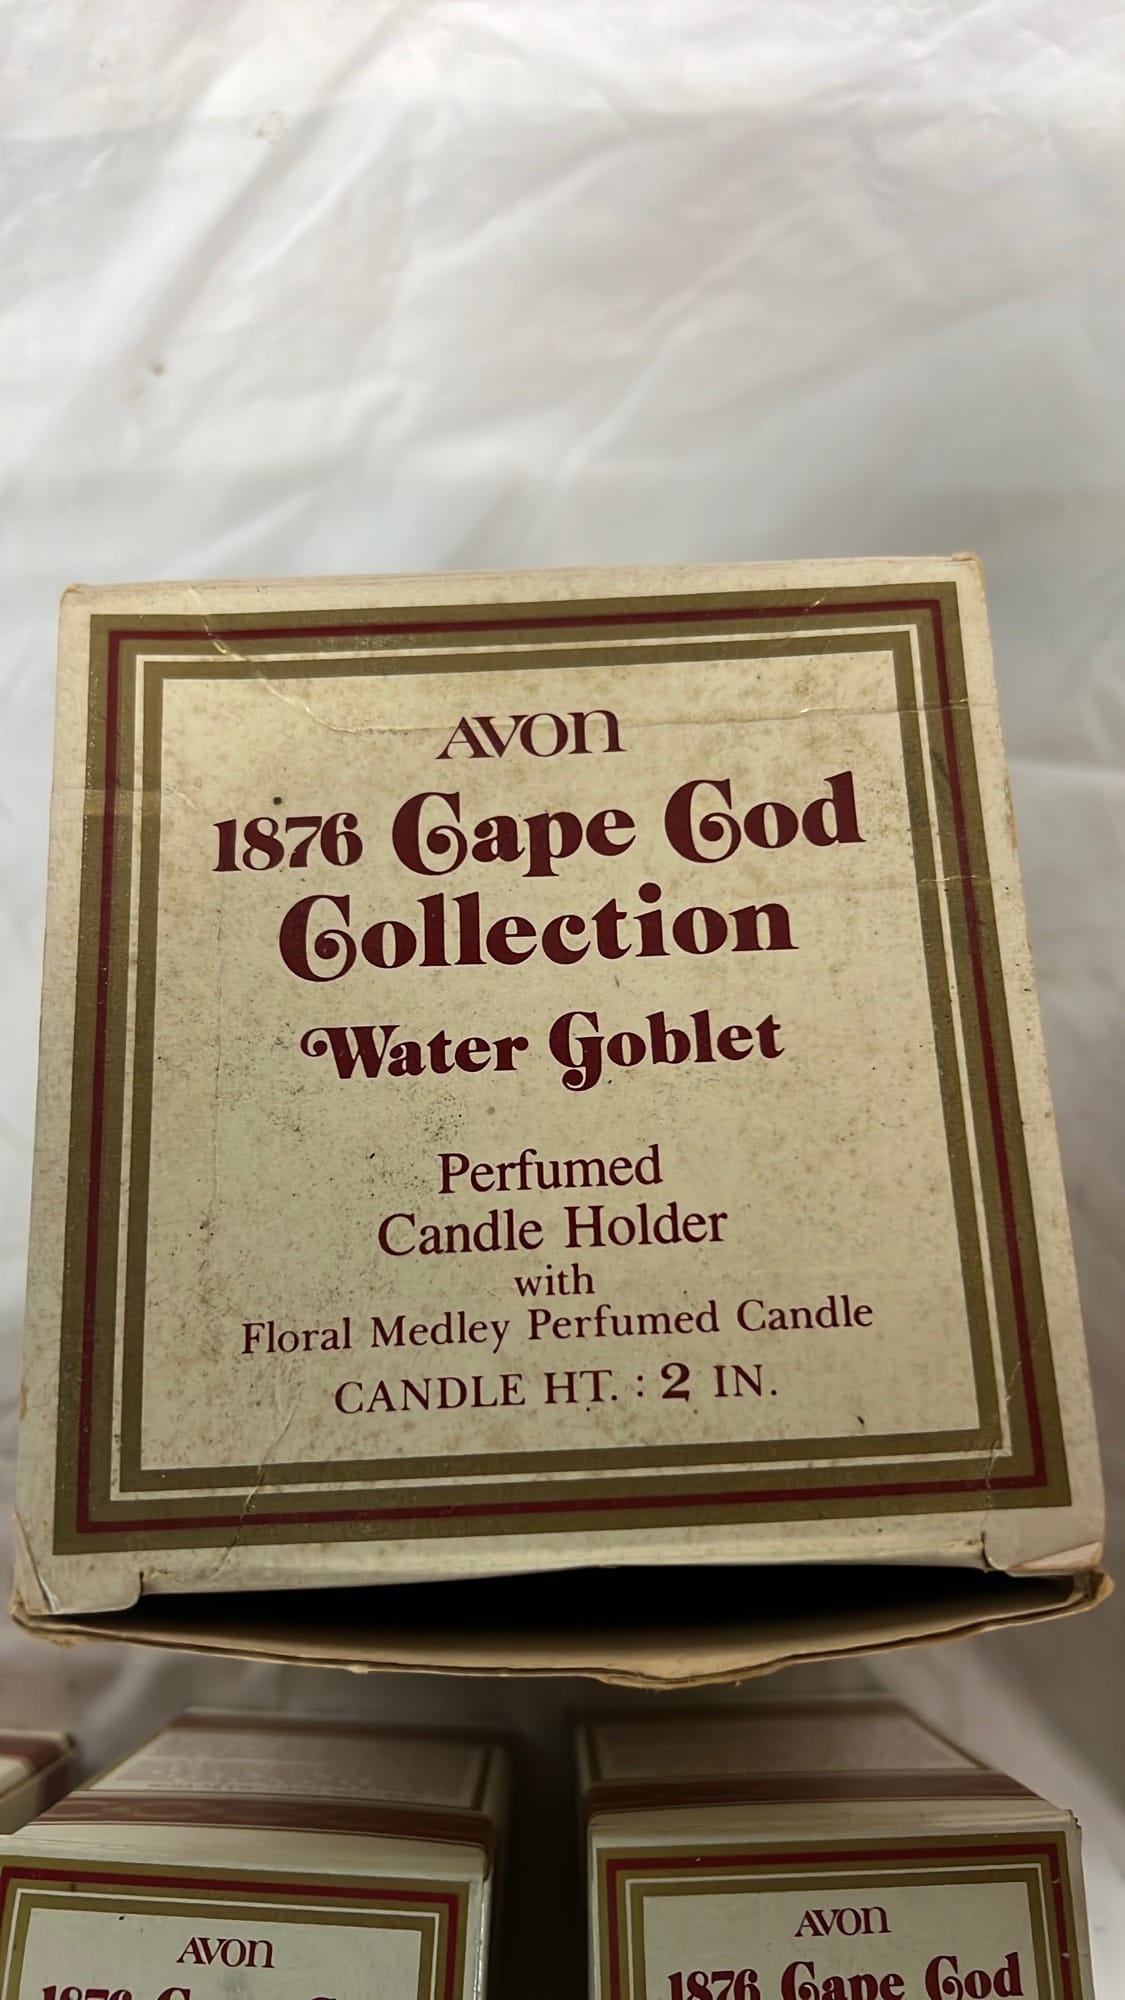 AVON
1876 Cape Cod
Collection
Water Goblet
Perfumed
Candle Holder
with
Floral Medley Perfumed Candle
CANDLE HT. : 2 IN.
AVON
AVON
1876 Cape Cod